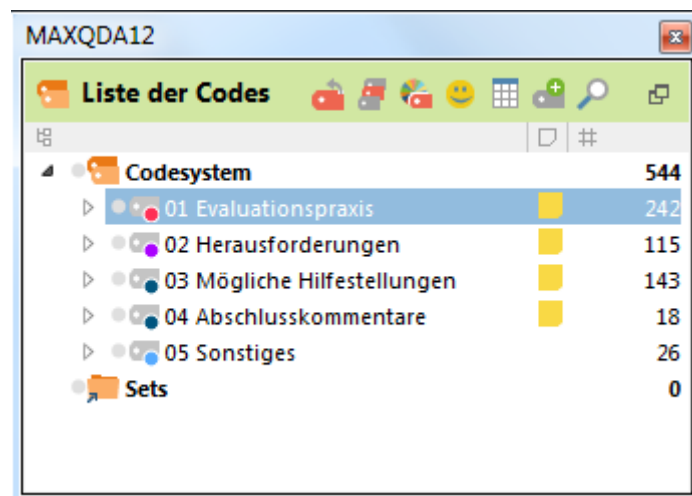 MAXQDA12
Liste der Codes
#
Codesystem 544
01 Evaluationspraxis 242
02 Herausforderungen 115
03 Mögliche Hilfestellungen 143
04 Abschlusskommentare 18
05 Sonstiges 26
Sets 0